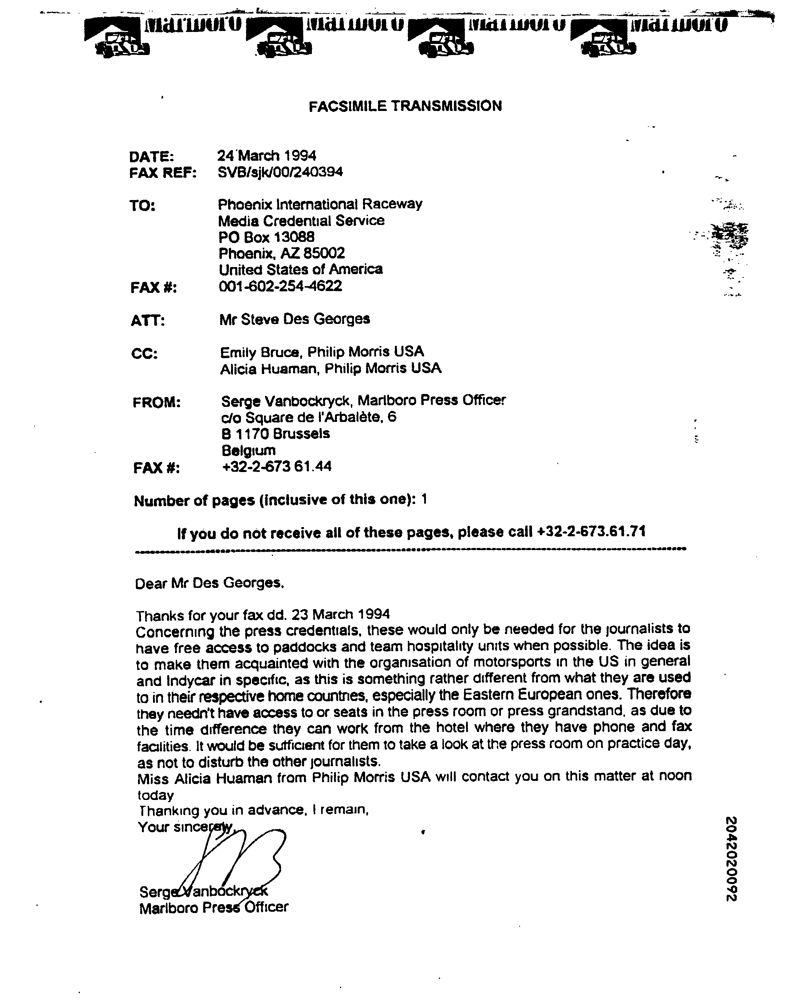 Marlboro Marlboro Marlboro Marlboro
FACSIMILE TRANSMISSION
DATE: 24 March 1994
FAX REF: SVB/sjk/00/240394
TO: Phoenix International Raceway
Media Credential Service
PO Box 13088
Phoenix, AZ 85002
United States of America
FAX #: 001-602-254-4622
ATT: Mr Steve Des Georges
CC: Emily Bruce, Philip Morris USA
Alicia Huaman, Philip Morris USA
FROM: Serge Vanbockryck, Marlboro Press Officer
c/o Square de l'Arbalète, 6
B 1170 Brussels
Belgium
FAX #: +32-2-673 61.44
Number of pages (inclusive of this one): 1
If you do not receive all of these pages, please call +32-2-673.61.71
Dear Mr Des Georges,
Thanks for your fax dd. 23 March 1994
Concerning the press credentials, these would only be needed for the journalists to
have free access to paddocks and team hospitality units when possible. The idea is
to make them acquainted with the organisation of motorsports in the US in general
and Indycar in specific, as this is something rather different from what they are used
to in their respective home countries, especially the Eastern European ones. Therefore
they needn't have access to or seats in the press room or press grandstand, as due to
the time difference they can work from the hotel where they have phone and fax
facilities. It would be sufficient for them to take a look at the press room on practice day,
as not to disturb the other journalists.
Miss Alicia Huaman from Philip Morris USA will contact you on this matter at noon
today
Thanking you in advance, I remain,
Your sincerely,
Serge Vanbockryck
Marlboro Press Officer
2042020092